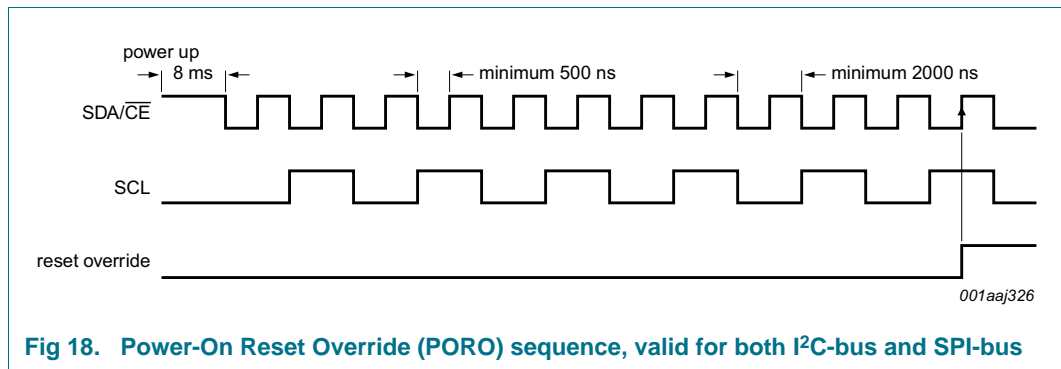 power up
8 ms
minimum 500 ns
minimum 2000 ns
SDA/CE
SCL
reset override
001aaj326
Fig 18. Power-On Reset Override (PORO) sequence, valid for both I²C-bus and SPI-bus